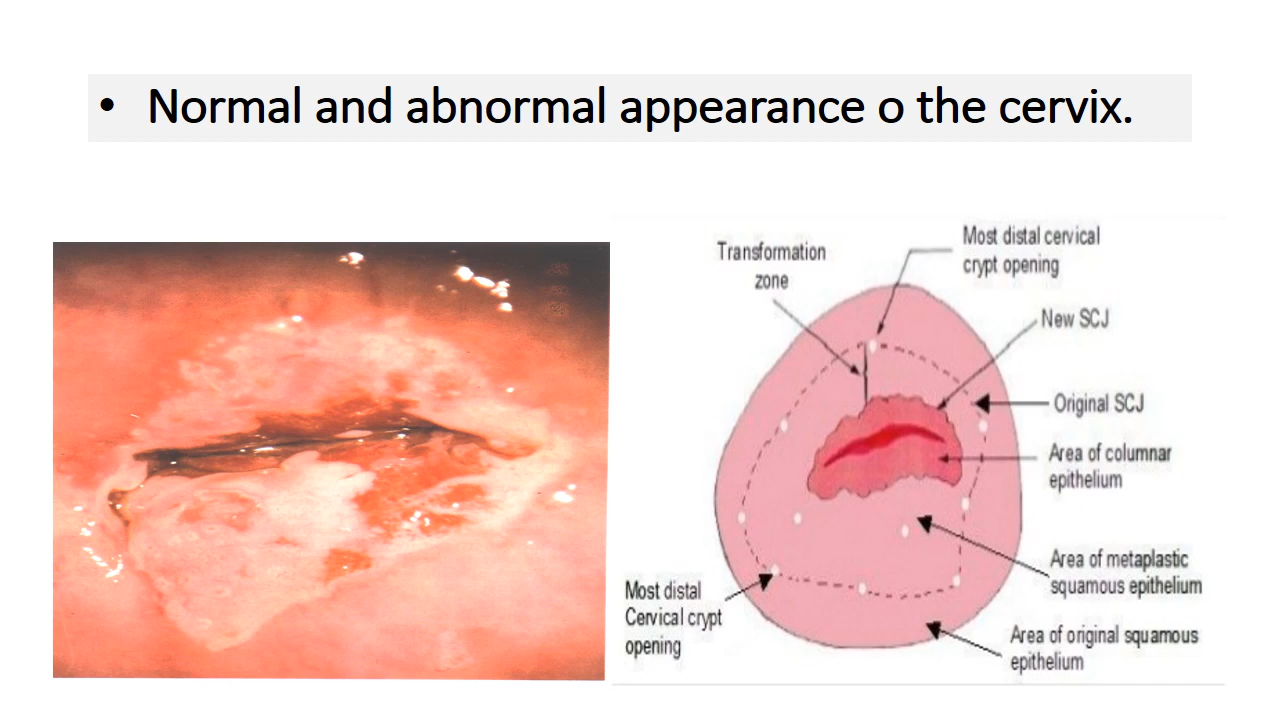 • Normal and abnormal appearance o the cervix.
Transformation
zone
Most distal cervical
crypt opening
New SCJ
Original SCJ
Area of columnar
epithelium
Area of metaplastic
squamous epithelium
Most distal
Cervical crypt
opening
Area of original squamous
epithelium